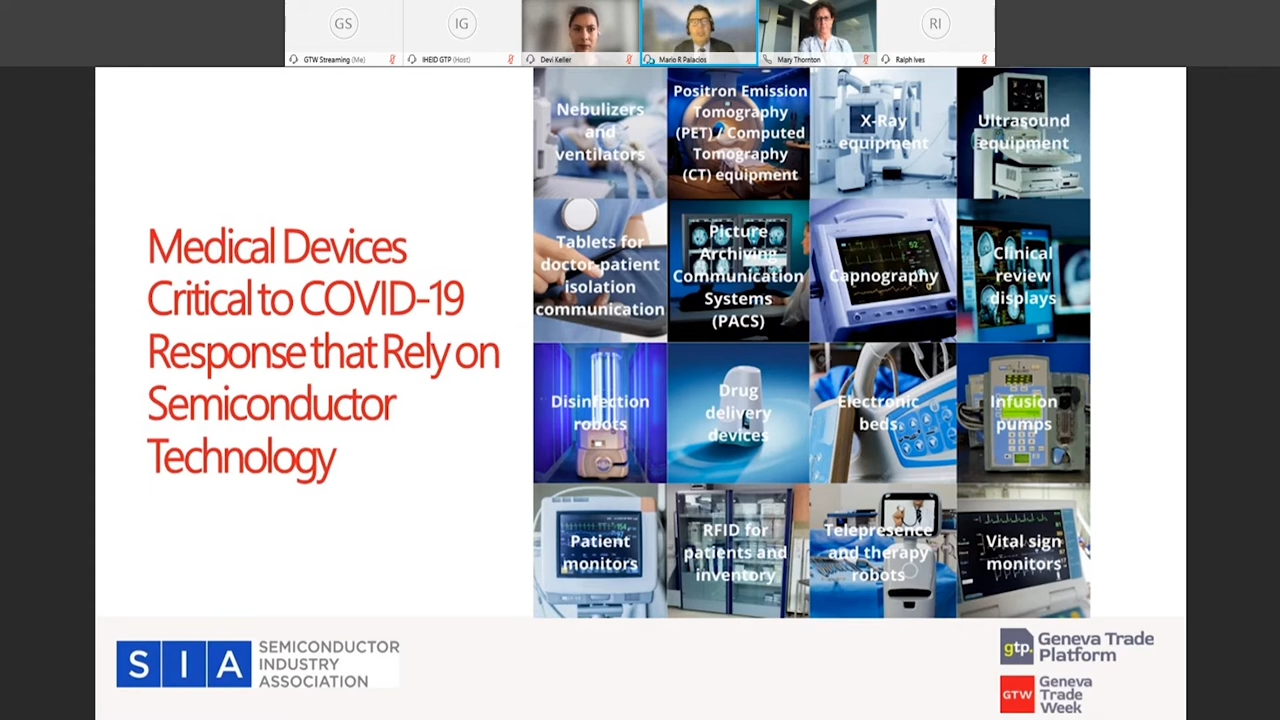 GS
IG
RI
GTW Streaming (Me)
IHEID GTP (Host)
Devi Keller
Mario R Palacios
Mary Thornton
Ralph Ives
Medical Devices
Critical to COVID-19
Response that Rely on
Semiconductor
Technology
Nebulizers
and
ventilators
Positron Emission
Tomography
(PET) / Computed
Tomography
(CT) equipment
X-Ray
equipment
Ultrasound
equipment
Tablets for
doctor-patient
isolation
communication
Picture
Archiving
Communication
Systems
(PACS)
Capnography
Clinical
review
displays
Disinfection
robots
Drug
delivery
devices
Electronic
beds
Infusion
pumps
Patient
monitors
RFID for
patients and
inventory
Telepresence
and therapy
robots
Vital sign
monitors
SIA
SEMICONDUCTOR
INDUSTRY
ASSOCIATION
gtp.
Geneva Trade
Platform
GTW
Geneva
Trade
Week